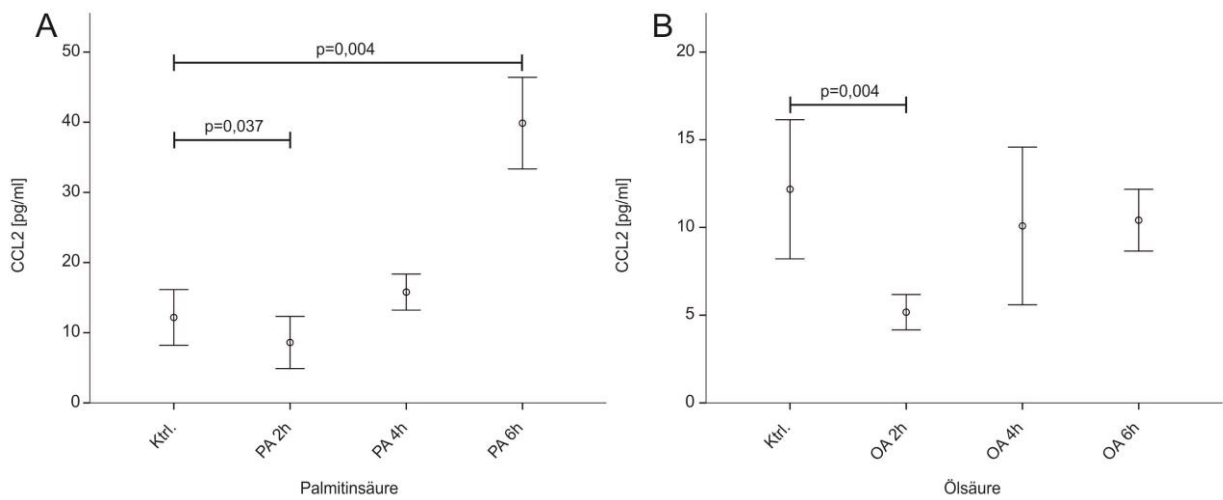 A
CCL2 [pg/ml]
50
40
30
20
10
0
p=0,004
p=0,037
Ktrl.
PA 2h
PA 4h
PA 6h
Palmitinsäure
B
CCL2 [pg/ml]
20
15
10
5
0
p=0,004
Ktrl.
OA 2h
OA 4h
OA 6h
Ölsäure